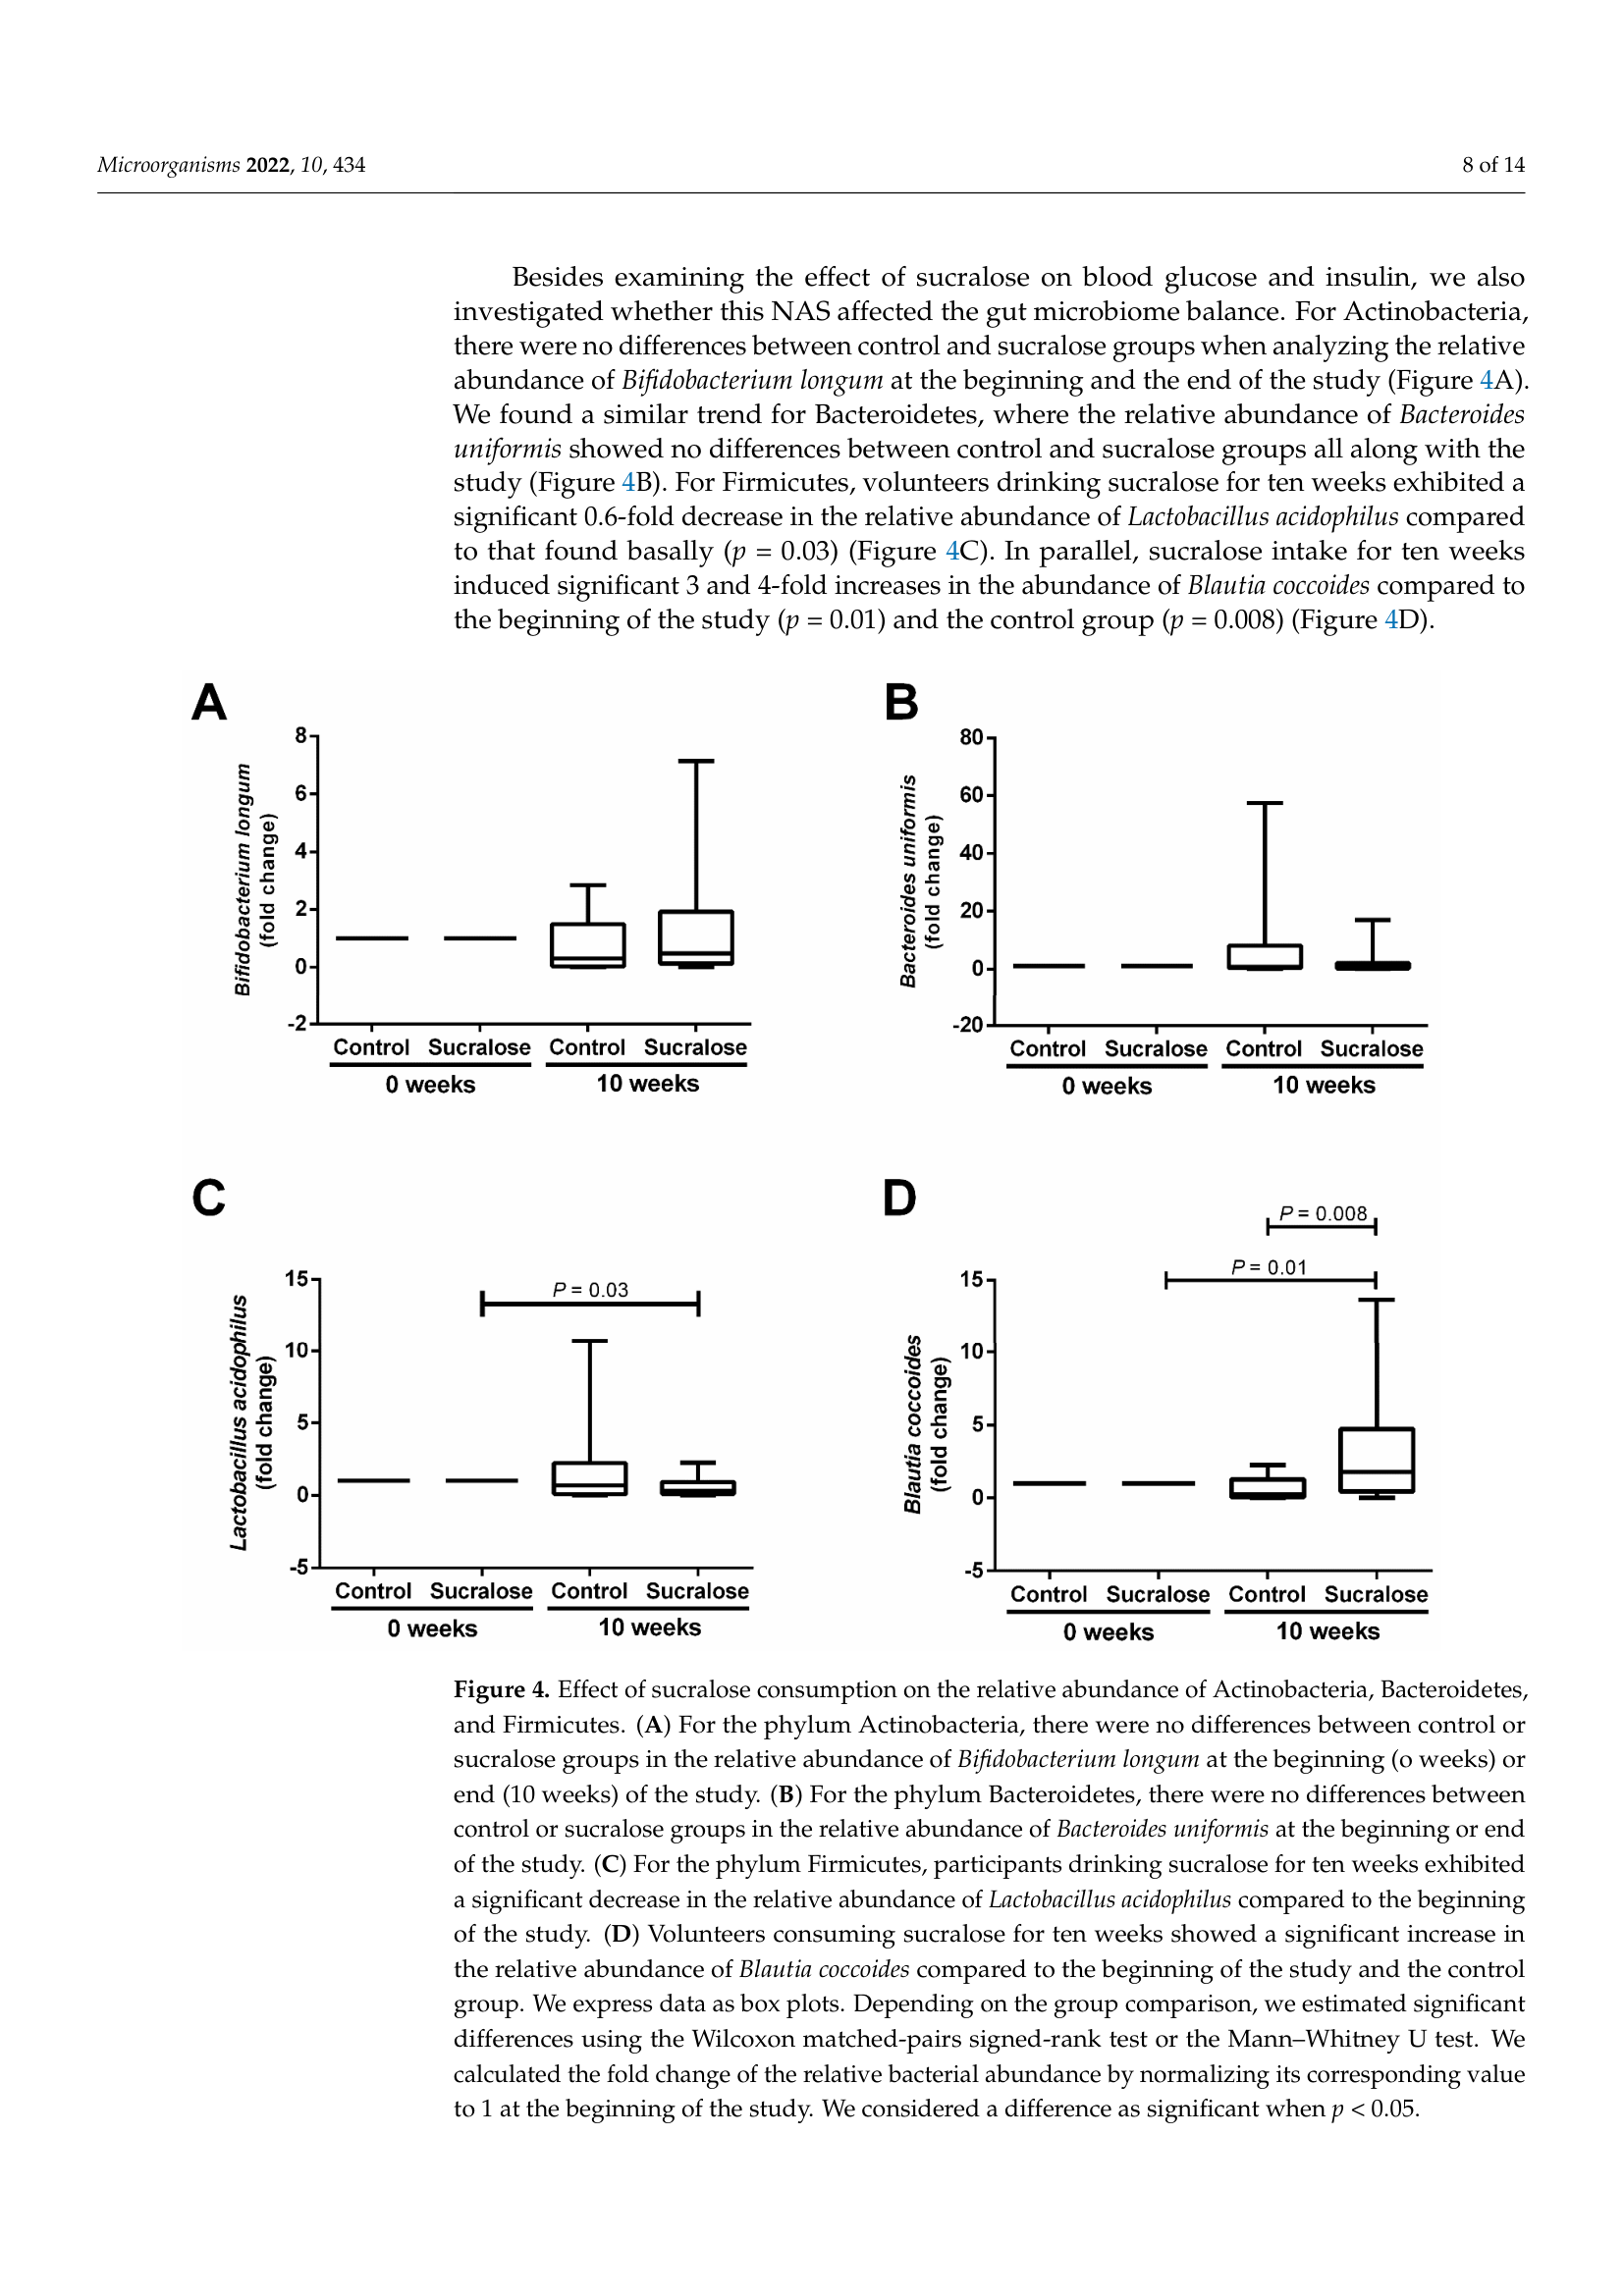 Microorganisms 2022, 10, 434
8 of 14
Besides examining the effect of sucralose on blood glucose and insulin, we also
investigated whether this NAS affected the gut microbiome balance. For Actinobacteria,
there were no differences between control and sucralose groups when analyzing the relative
abundance of Bifidobacterium longum at the beginning and the end of the study (Figure 4A).
We found a similar trend for Bacteroidetes, where the relative abundance of Bacteroides
uniformis showed no differences between control and sucralose groups all along with the
study (Figure 4B). For Firmicutes, volunteers drinking sucralose for ten weeks exhibited a
significant 0.6-fold decrease in the relative abundance of Lactobacillus acidophilus compared
to that found basally (p = 0.03) (Figure 4C). In parallel, sucralose intake for ten weeks
induced significant 3 and 4-fold increases in the abundance of Blautia coccoides compared to
the beginning of the study (p = 0.01) and the control group (p = 0.008) (Figure 4D).
A
Bifidobacterium longum
(fold change)
8
6
4
2
0
-2
Control Sucralose Control Sucralose
0 weeks 10 weeks
B
Bacteroides uniformis
(fold change)
80
60
40
20
0
-20
Control Sucralose Control Sucralose
0 weeks 10 weeks
C
Lactobacillus acidophilus
(fold change)
15
10
5
0
-5
P = 0.03
Control Sucralose Control Sucralose
0 weeks 10 weeks
D
Blautia coccoides
(fold change)
15
10
5
0
-5
P = 0.008
P = 0.01
Control Sucralose Control Sucralose
0 weeks 10 weeks
Figure 4. Effect of sucralose consumption on the relative abundance of Actinobacteria, Bacteroidetes,
and Firmicutes. (A) For the phylum Actinobacteria, there were no differences between control or
sucralose groups in the relative abundance of Bifidobacterium longum at the beginning (o weeks) or
end (10 weeks) of the study. (B) For the phylum Bacteroidetes, there were no differences between
control or sucralose groups in the relative abundance of Bacteroides uniformis at the beginning or end
of the study. (C) For the phylum Firmicutes, participants drinking sucralose for ten weeks exhibited
a significant decrease in the relative abundance of Lactobacillus acidophilus compared to the beginning
of the study. (D) Volunteers consuming sucralose for ten weeks showed a significant increase in
the relative abundance of Blautia coccoides compared to the beginning of the study and the control
group. We express data as box plots. Depending on the group comparison, we estimated significant
differences using the Wilcoxon matched-pairs signed-rank test or the Mann–Whitney U test. We
calculated the fold change of the relative bacterial abundance by normalizing its corresponding value
to 1 at the beginning of the study. We considered a difference as significant when p < 0.05.